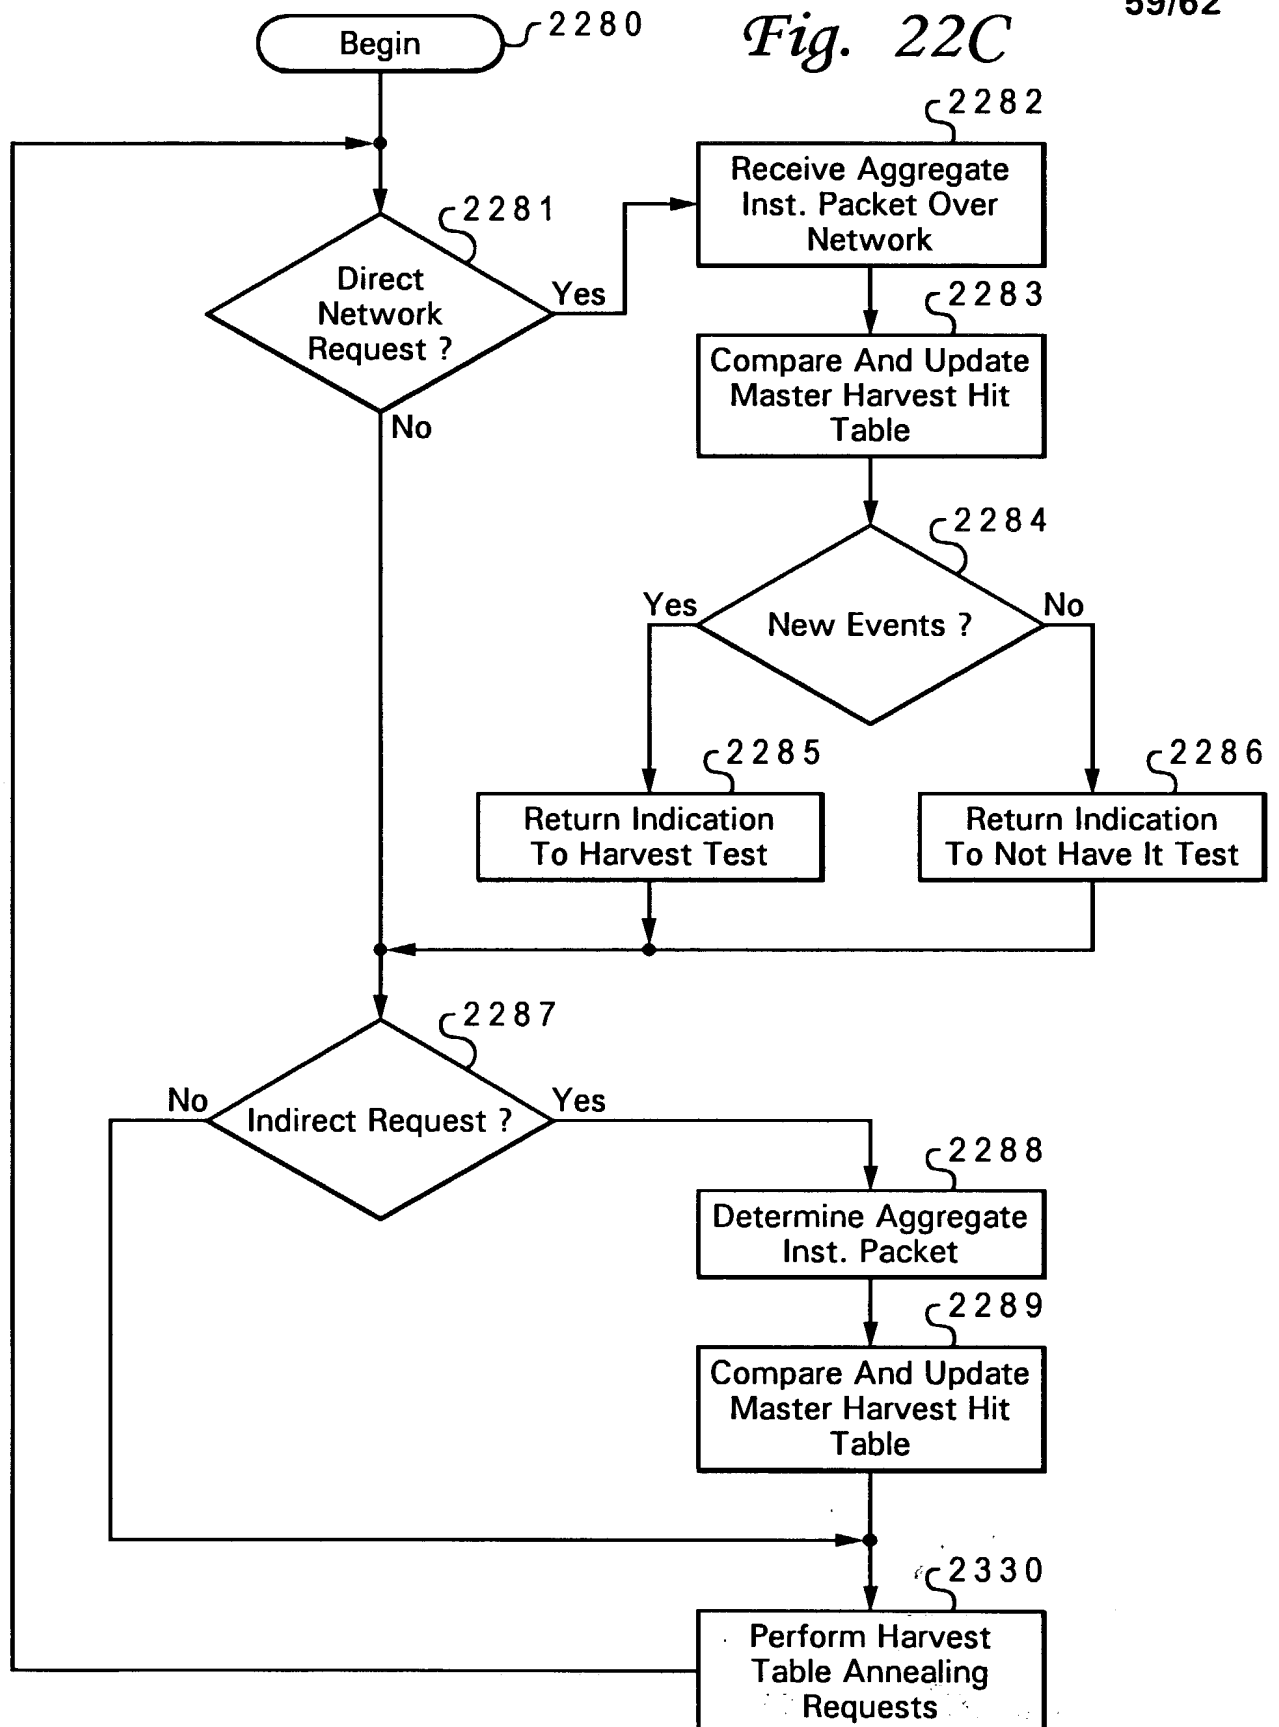 59/62
Fig. 22C
Begin
2280
2281
Direct
Network
Request ?
Yes
No
2282
Receive Aggregate
Inst. Packet Over
Network
2283
Compare And Update
Master Harvest Hit
Table
2284
New Events ?
Yes
No
2285
Return Indication
To Harvest Test
2286
Return Indication
To Not Have It Test
2287
Indirect Request ?
No
Yes
2288
Determine Aggregate
Inst. Packet
2289
Compare And Update
Master Harvest Hit
Table
2330
Perform Harvest
Table Annealing
Requests